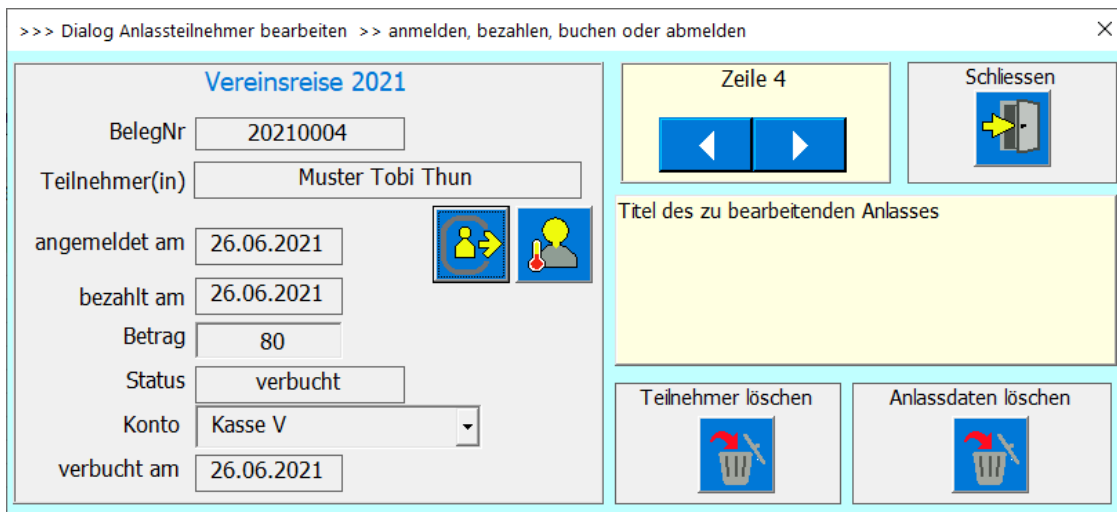 >>> Dialog Anlassteilnehmer bearbeiten >> anmelden, bezahlen, buchen oder abmelden
Vereinsreise 2021
BelegNr 20210004
Teilnehmer(in) Muster Tobi Thun
angemeldet am 26.06.2021
bezahlt am 26.06.2021
Betrag 80
Status verbucht
Konto Kasse V
verbucht am 26.06.2021
Zeile 4
Schliessen
Titel des zu bearbeitenden Anlasses
Teilnehmer löschen
Anlassdaten löschen